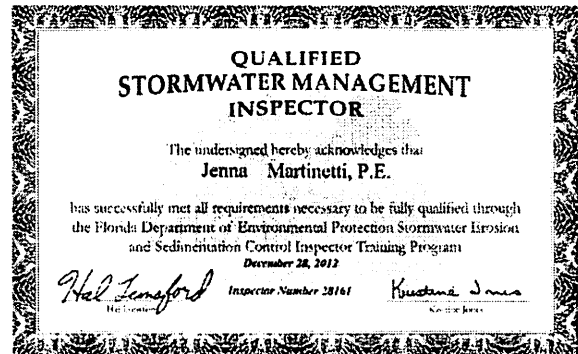 QUALIFIED
STORMWATER MANAGEMENT
INSPECTOR
The undersigned hereby acknowledges that
Jenna Martinetti, P.E.
has successfully met all requirements necessary to be fully qualified through
the Florida Department of Environmental Protection Stormwater Erosion
and Sedimentation Control Inspector Training Program
December 28, 2012
Hal Lunsford Inspector Number 28161